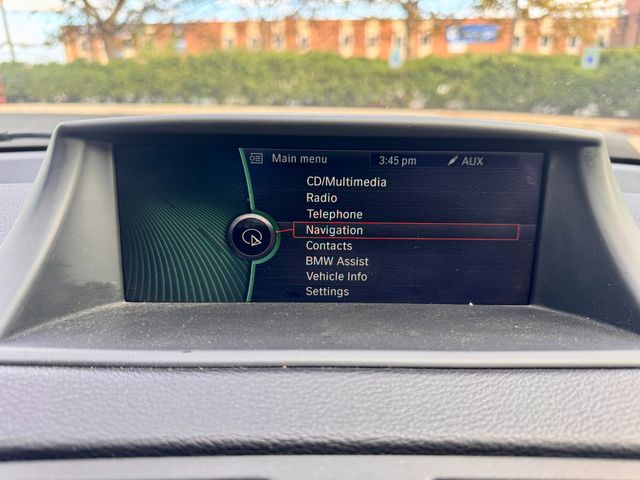 Main menu 3:45 pm AUX
CD/Multimedia
Radio
Telephone
Navigation
Contacts
BMW Assist
Vehicle Info
Settings